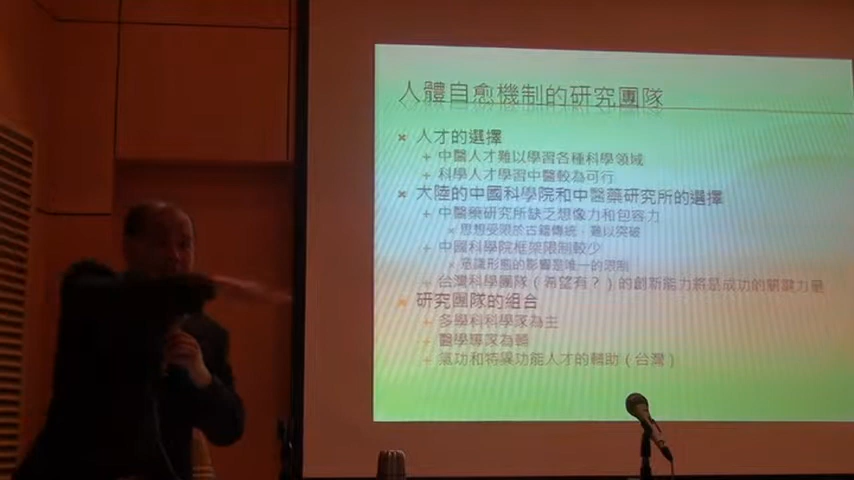 人體自愈機制的研究團隊
人才的選擇
中醫人才難以學習各種科學領域
科學人才學習中醫較為可行
大陸的中國科學院和中醫藥研究所的選擇
中醫藥研究所缺乏想像力和包容力
思想受限於古籍傳統,難以突破
中國科學院框架限制較少
意識形態的影響是唯一的限制
台灣科學團隊(希望有?)的創新能力將是成功的關鍵力量
研究團隊的組合
多學科科學家為主
醫學專家為輔
氣功和特異功能人才的輔助(台灣)